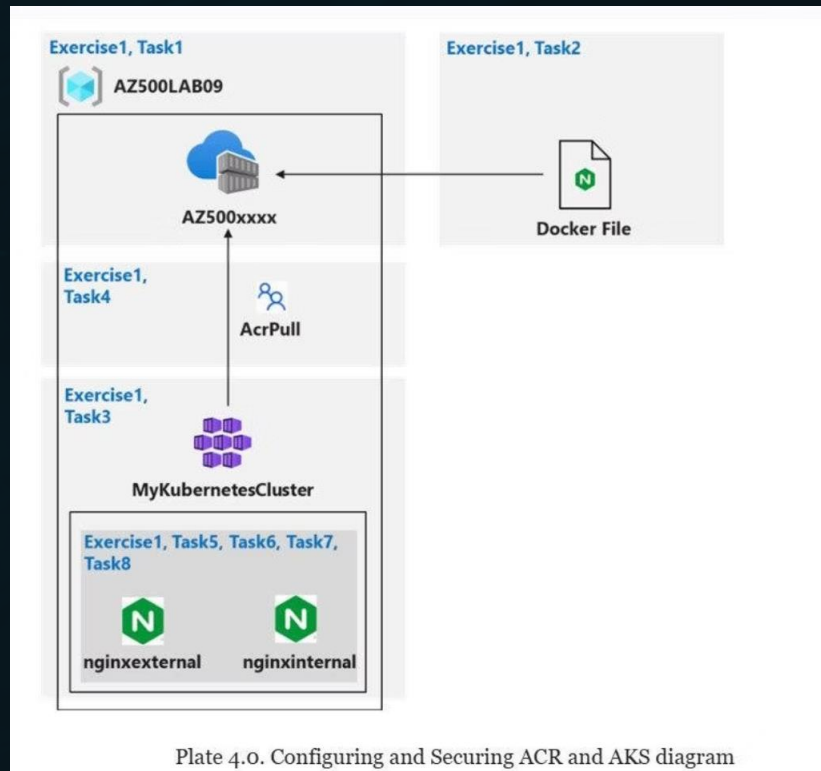 Exercise1, Task1
AZ500LAB09
AZ500xxxx
Exercise1, Task2
N
Docker File
Exercise1,
Task4
AcrPull
Exercise1,
Task3
MyKubernetesCluster
Exercise1, Task5, Task6, Task7,
Task8
N
nginxexternal
N
nginxinternal
Plate 4.0. Configuring and Securing ACR and AKS diagram